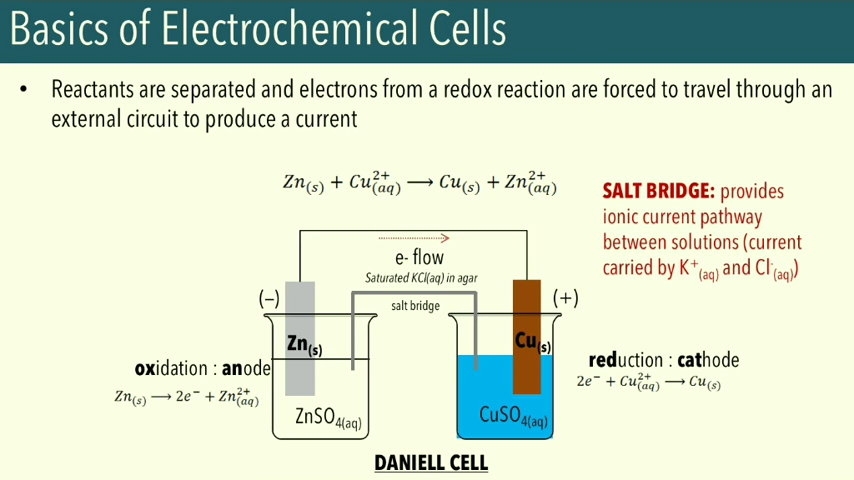 Basics of Electrochemical Cells
• Reactants are separated and electrons from a redox reaction are forced to travel through an
external circuit to produce a current
Zn(s) + Cu²⁺(aq) ⟶ Cu(s) + Zn²⁺(aq)
SALT BRIDGE: provides
ionic current pathway
between solutions (current
carried by K⁺(aq) and Cl⁻(aq))
e- flow
Saturated KCl(aq) in agar
salt bridge
(–)
(+)
Zn(s)
Cu(s)
oxidation : anode
Zn(s) ⟶ 2e⁻ + Zn²⁺(aq)
reduction : cathode
2e⁻ + Cu²⁺(aq) ⟶ Cu(s)
ZnSO₄(aq)
CuSO₄(aq)
DANIELL CELL